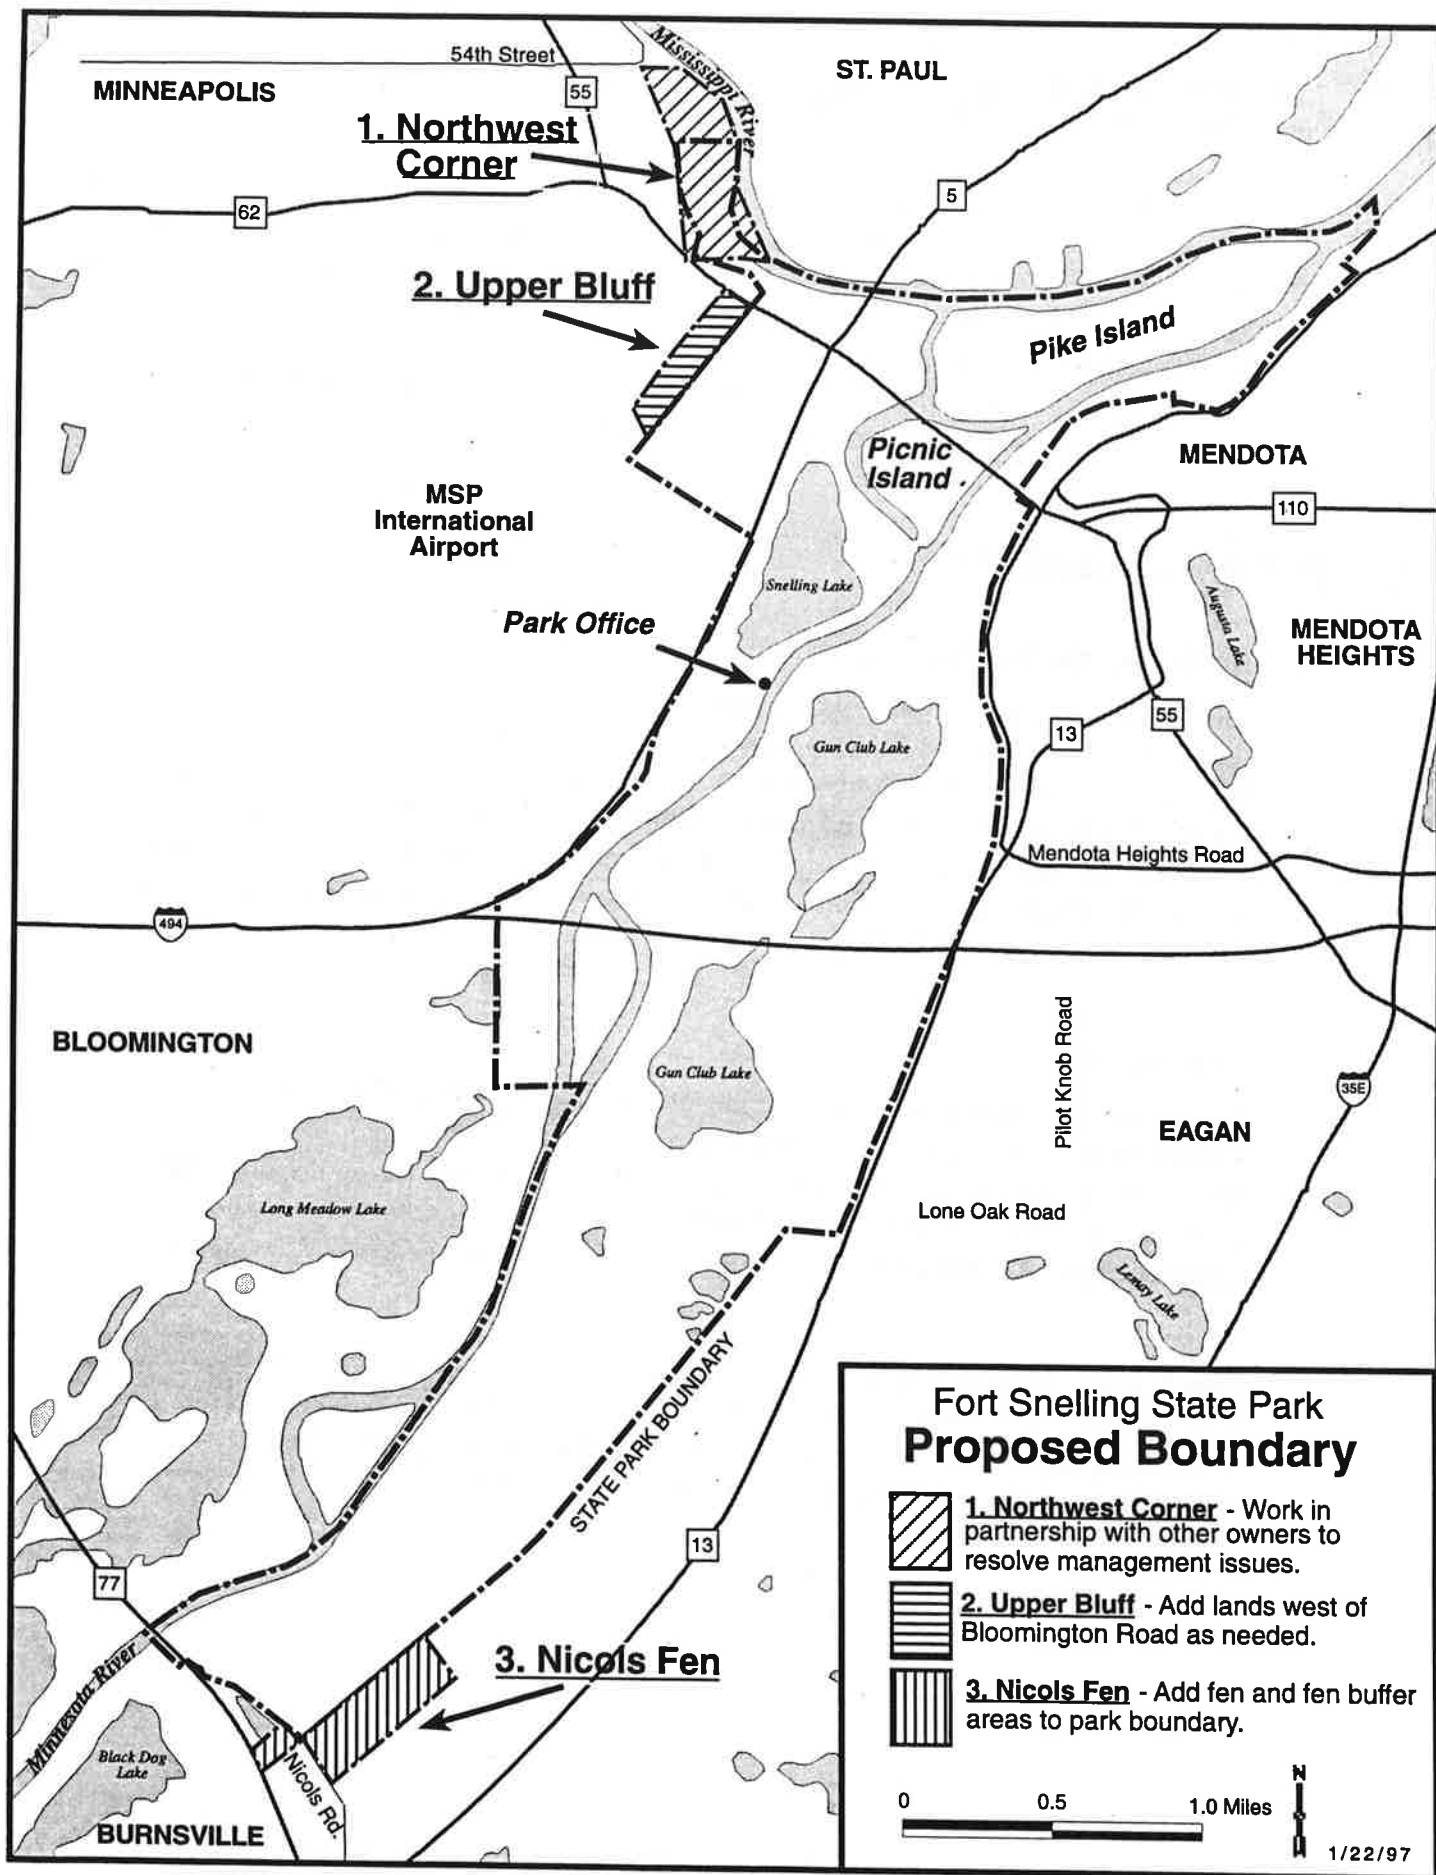 54th Street
Mississippi River
ST. PAUL
MINNEAPOLIS
55
1. Northwest
Corner
62
5
2. Upper Bluff
Pike Island
MENDOTA
Picnic
Island
MSP
International
Airport
110
Snelling Lake
Augusta Lake
Park Office
MENDOTA
HEIGHTS
13
55
Gun Club Lake
Mendota Heights Road
494
BLOOMINGTON
Pilot Knob Road
Gun Club Lake
35E
EAGAN
Long Meadow Lake
Lone Oak Road
Lemay Lake
STATE PARK BOUNDARY
13
77
3. Nicols Fen
Minnesota River
Black Dog
Lake
Nicols Rd.
BURNSVILLE
Fort Snelling State Park
Proposed Boundary
1. Northwest Corner - Work in
partnership with other owners to
resolve management issues.
2. Upper Bluff - Add lands west of
Bloomington Road as needed.
3. Nicols Fen - Add fen and fen buffer
areas to park boundary.
0 0.5 1.0 Miles
N
1/22/97